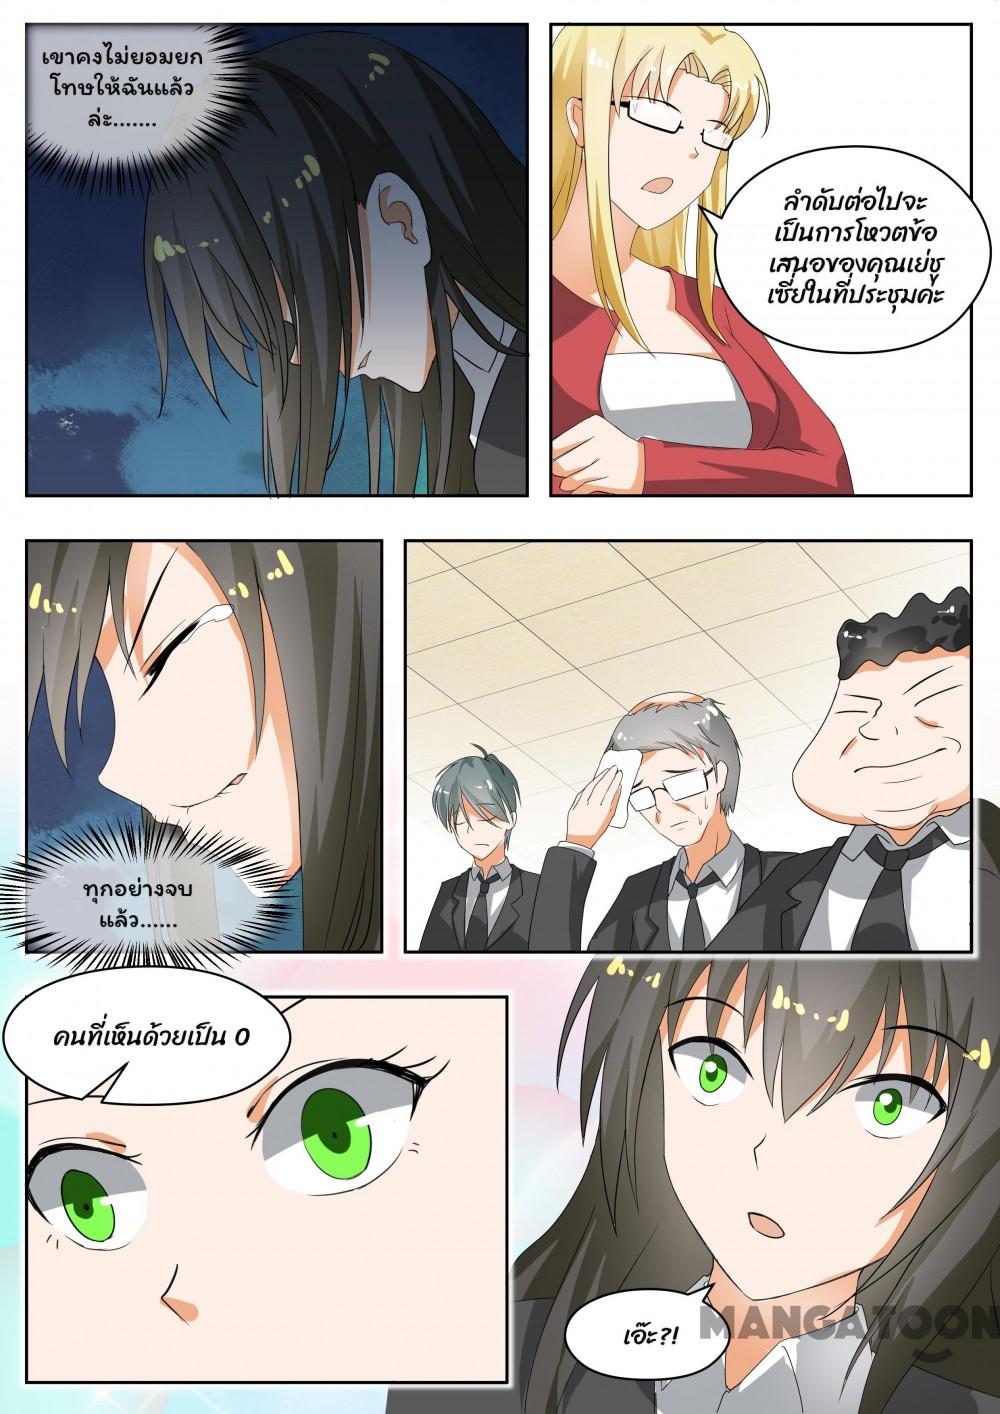 เขาคงไม่ยอมยก
โทษให้ฉันแล้ว
ล่ะ.......
ลำดับต่อไปจะ
เป็นการโหวตข้อ
เสนอของคุณเย่ชู
เซี่ยในที่ประชุมค่ะ
ทุกอย่างจบ
แล้ว......
คนที่เห็นด้วยเป็น 0
เอ๊ะ?!
MANGATOON